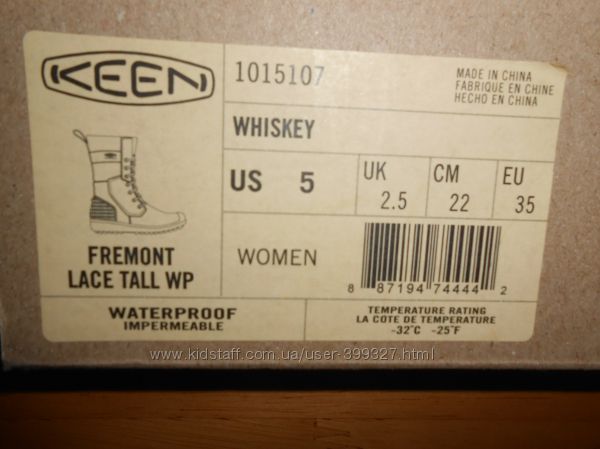 KEEN
1015107
MADE IN CHINA
FABRIQUE EN CHINE
HECHO EN CHINA
WHISKEY
US 5
UK 2.5
CM 22
EU 35
FREMONT
LACE TALL WP
WOMEN
8 87194 74444 2
WATERPROOF
IMPERMEABLE
TEMPERATURE RATING
LA COTE DE TEMPERATURE
-32°C -25°F
www.kidstaff.com.ua/user-399327.html